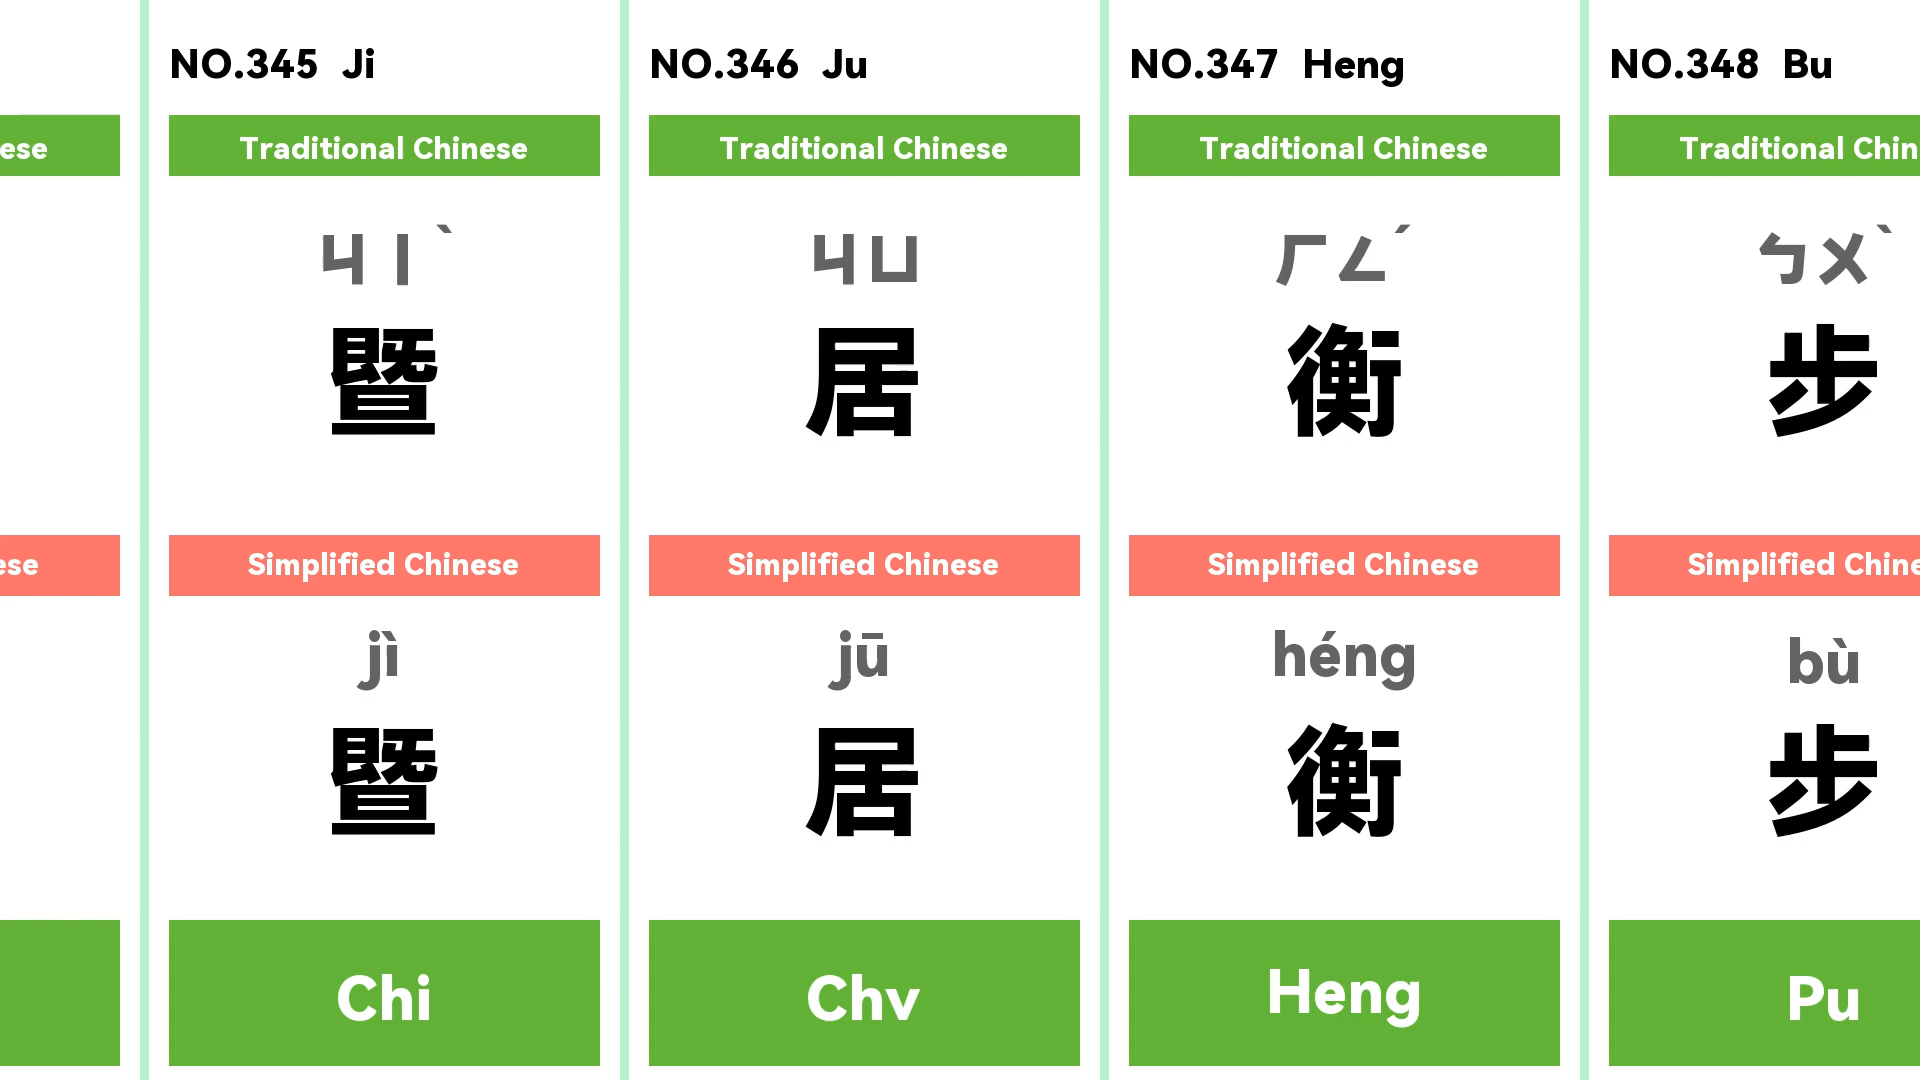 ese
ese
NO.345 Ji
Traditional Chinese
ㄐㄧˋ
暨
Simplified Chinese
jì
暨
Chi
NO.346 Ju
Traditional Chinese
ㄐㄩ
居
Simplified Chinese
jū
居
Chv
NO.347 Heng
Traditional Chinese
ㄏㄥˊ
衡
Simplified Chinese
héng
衡
Heng
NO.348 Bu
Traditional Chin
ㄅㄨˋ
步
Simplified Chine
bù
步
Pu